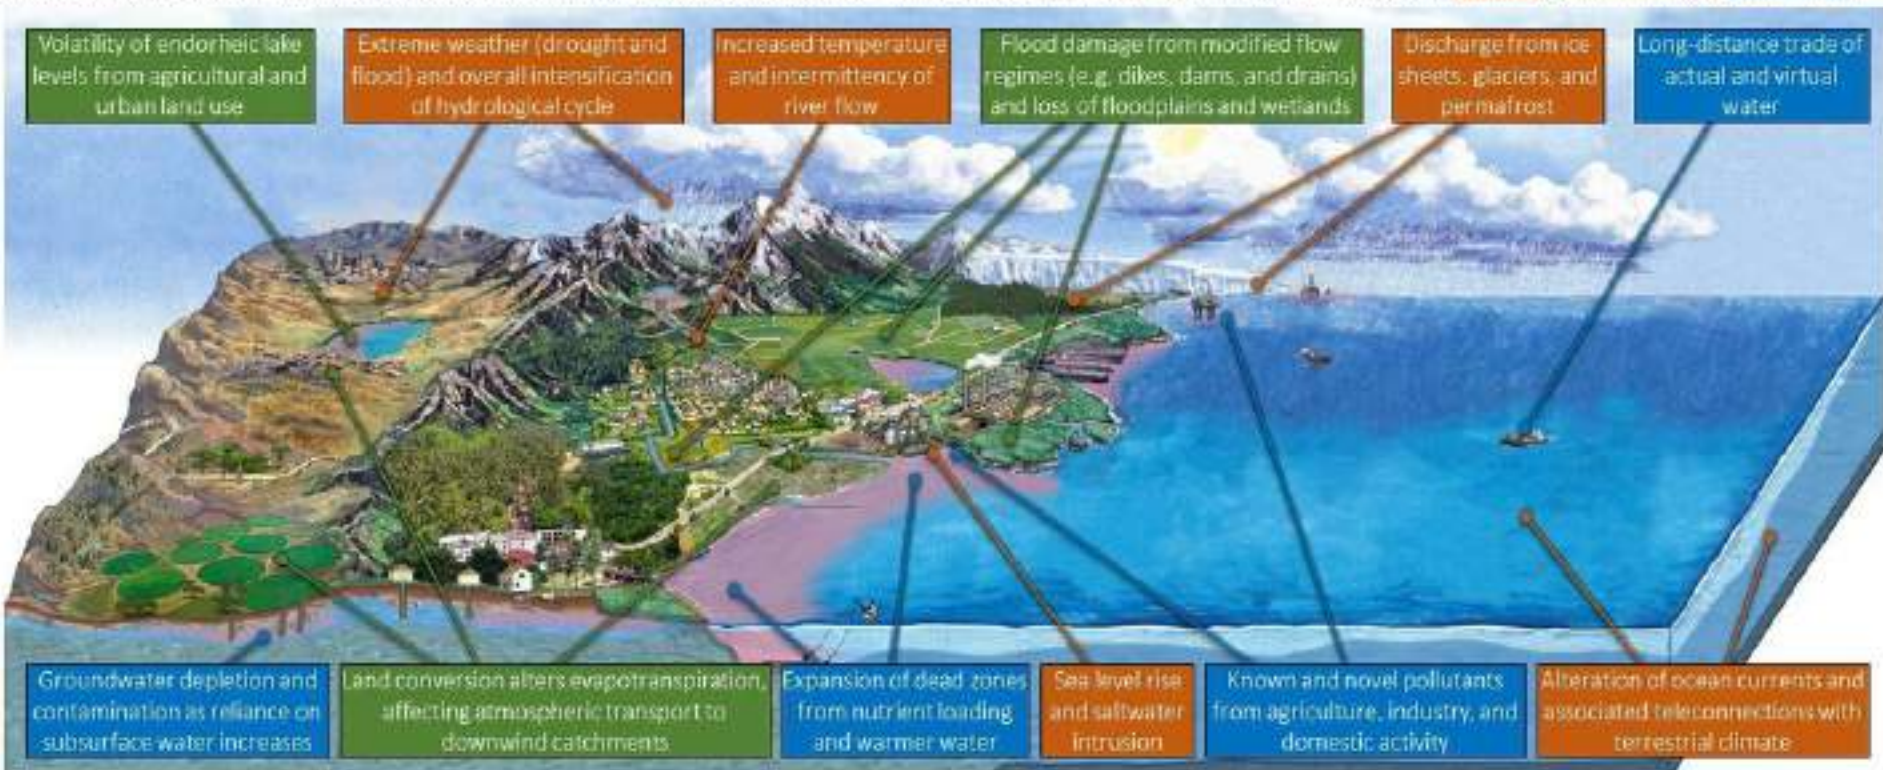 Volatility of endorheic lake
levels from agricultural and
urban land use
Extreme weather (drought and
flood) and overall intensification
of hydrological cycle
Increased temperature
and intermittency of
river flow
Flood damage from modified flow
regimes (e.g. dikes, dams, and drains)
and loss of floodplains and wetlands
Discharge from ice
sheets, glaciers, and
permafrost
Long-distance trade of
actual and virtual
water
Groundwater depletion and
contamination as reliance on
subsurface water increases
Land conversion alters evapotranspiration,
affecting atmospheric transport to
downwind catchments
Expansion of dead zones
from nutrient loading
and warmer water
Sea level rise
and saltwater
intrusion
Known and novel pollutants
from agriculture, industry, and
domestic activity
Alteration of ocean currents and
associated teleconnections with
terrestrial climate